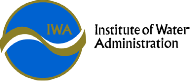 IWA
Institute of Water
Administration